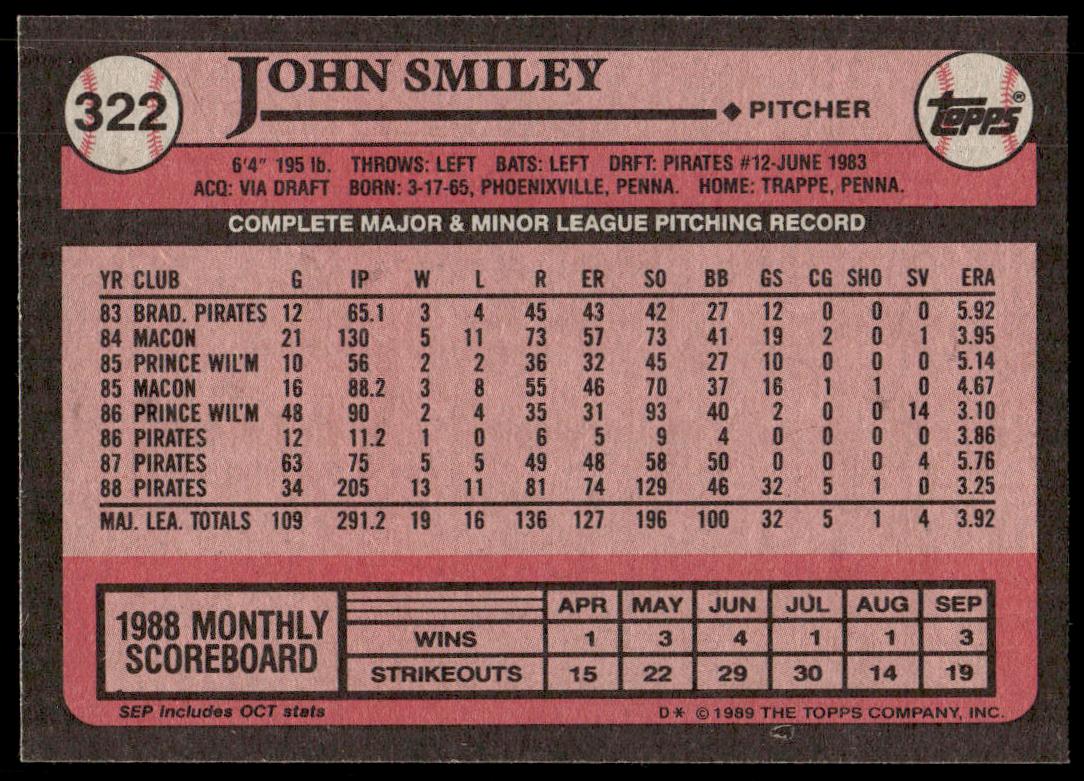 322 JOHN SMILEY ◆ PITCHER TOPPS®
6'4" 195 lb. THROWS: LEFT BATS: LEFT DRFT: PIRATES #12-JUNE 1983
ACQ: VIA DRAFT BORN: 3-17-65, PHOENIXVILLE, PENNA. HOME: TRAPPE, PENNA.
COMPLETE MAJOR & MINOR LEAGUE PITCHING RECORD
YR CLUB G IP W L R ER SO BB GS CG SHO SV ERA
83 BRAD. PIRATES 12 65.1 3 4 45 43 42 27 12 0 0 0 5.92
84 MACON 21 130 5 11 73 57 73 41 19 2 0 1 3.95
85 PRINCE WIL'M 10 56 2 2 36 32 45 27 10 0 0 0 5.14
85 MACON 16 88.2 3 8 55 46 70 37 16 1 1 0 4.67
86 PRINCE WIL'M 48 90 2 4 35 31 93 40 2 0 0 14 3.10
86 PIRATES 12 11.2 1 0 6 5 9 4 0 0 0 0 3.86
87 PIRATES 63 75 5 5 49 48 58 50 0 0 0 4 5.76
88 PIRATES 34 205 13 11 81 74 129 46 32 5 1 0 3.25
MAJ. LEA. TOTALS 109 291.2 19 16 136 127 196 100 32 5 1 4 3.92
1988 MONTHLY SCOREBOARD
APR MAY JUN JUL AUG SEP
WINS 1 3 4 1 1 3
STRIKEOUTS 15 22 29 30 14 19
SEP includes OCT stats
D* © 1989 THE TOPPS COMPANY, INC.